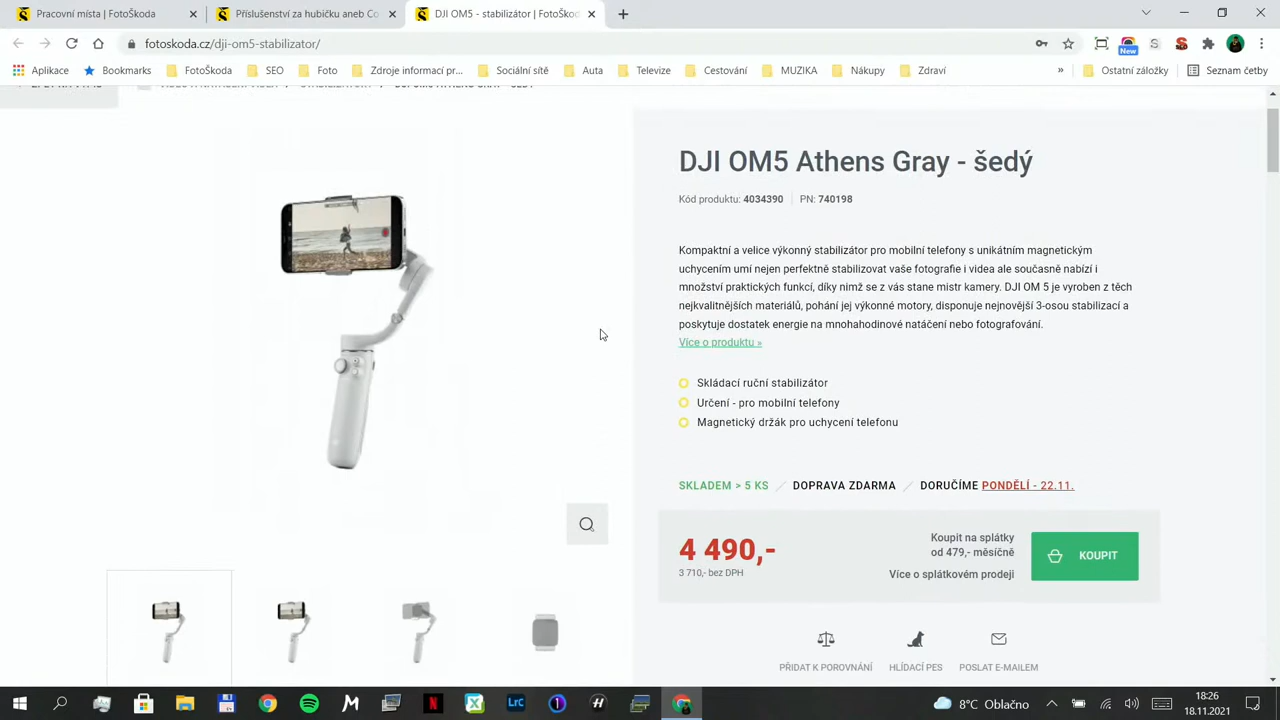 Pracovní místa | FotoŠkoda
Příslušenství za hubičku aneb Co
DJI OM5 - stabilizátor | FotoŠkod
fotoskoda.cz/dji-om5-stabilizator/
New
Aplikace
Bookmarks
FotoŠkoda
SEO
Foto
Zdroje informací pr...
Sociální sítě
Auta
Televize
Cestování
MUZIKA
Nákupy
Zdraví
»
Ostatní záložky
Seznam četby
DJI OM5 Athens Gray - šedý
Kód produktu: 4034390
PN: 740198
Kompaktní a velice výkonný stabilizátor pro mobilní telefony s unikátním magnetickým
uchycením umí nejen perfektně stabilizovat vaše fotografie i videa ale současně nabízí i
množství praktických funkcí, díky nimž se z vás stane mistr kamery. DJI OM 5 je vyroben z těch
nejkvalitnějších materiálů, pohání jej výkonné motory, disponuje nejnovější 3-osou stabilizací a
poskytuje dostatek energie na mnohahodinové natáčení nebo fotografování.
Více o produktu »
Skládací ruční stabilizátor
Určení - pro mobilní telefony
Magnetický držák pro uchycení telefonu
SKLADEM > 5 KS / DOPRAVA ZDARMA / DORUČÍME PONDĚLÍ - 22.11.
4 490,-
3 710,- bez DPH
Koupit na splátky
od 479,- měsíčně
Více o splátkovém prodeji
KOUPIT
PŘIDAT K POROVNÁNÍ
HLÍDACÍ PES
POSLAT E-MAILEM
8°C Oblačno
18:26
18.11.2021